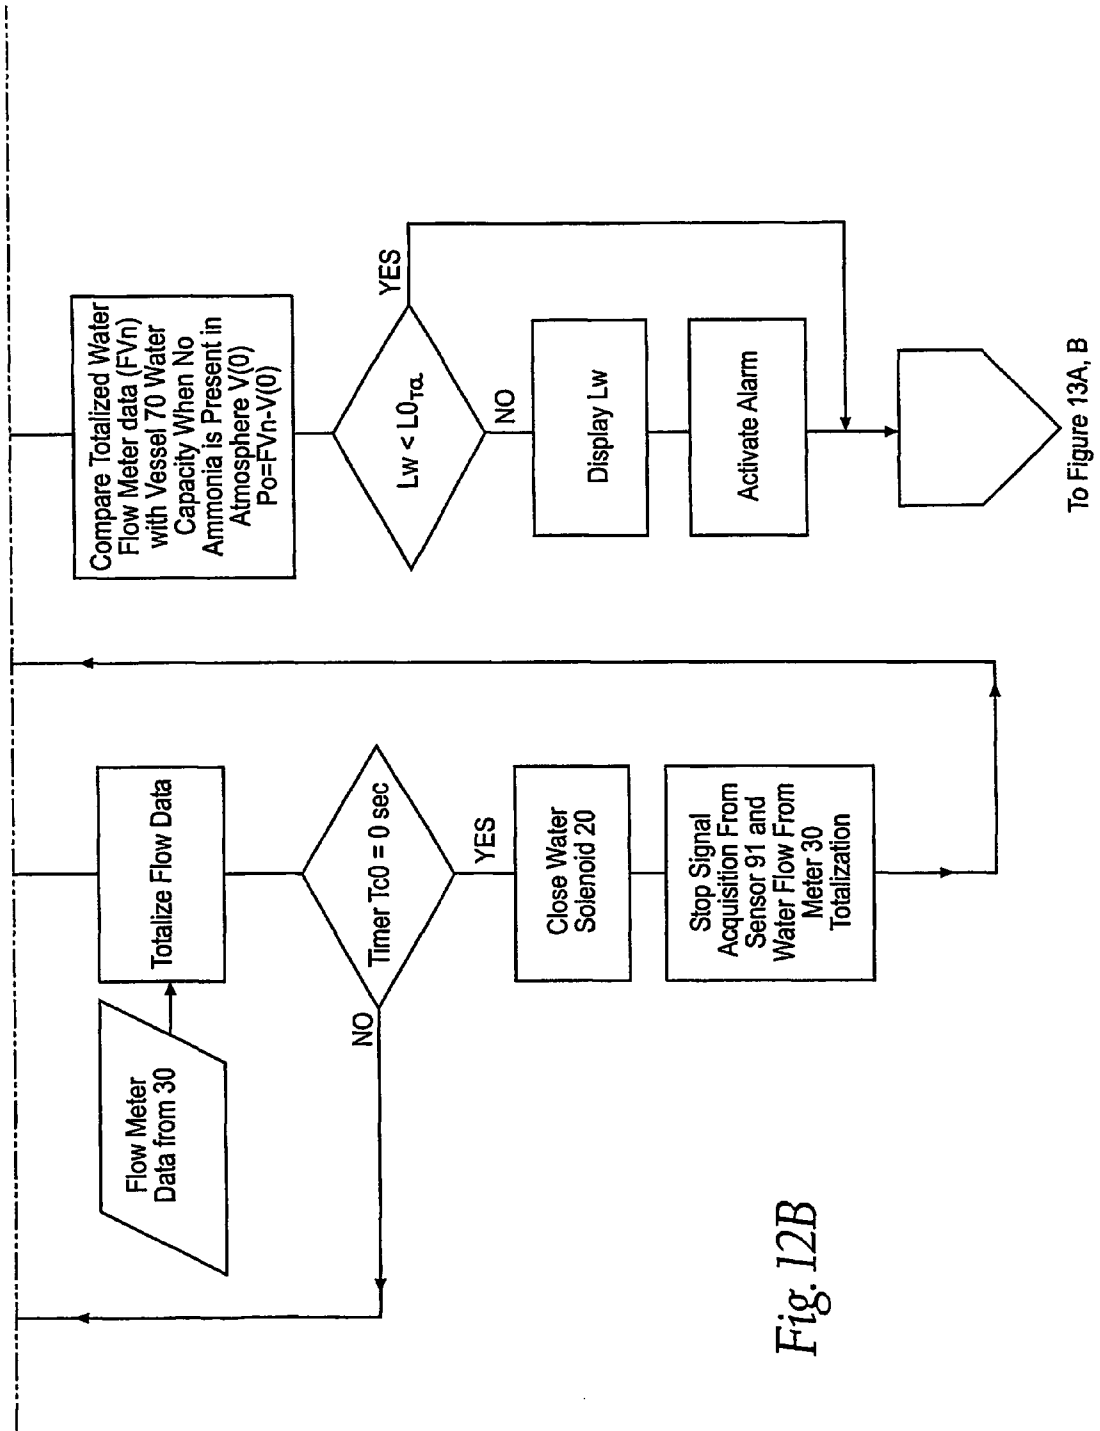 Flow Meter
Data from 30
Totalize Flow Data
Timer Tc0 = 0 sec
NO
YES
Close Water
Solenoid 20
Stop Signal
Acquisition From
Sensor 91 and
Water Flow From
Meter 30
Totalization
Compare Totalized Water
Flow Meter data (FVn)
with Vessel 70 Water
Capacity When No
Ammonia is Present in
Atmosphere V(0)
Po=FVn-V(0)
Lw < L0Tα
YES
NO
Display Lw
Activate Alarm
To Figure 13A, B
Fig. 12B